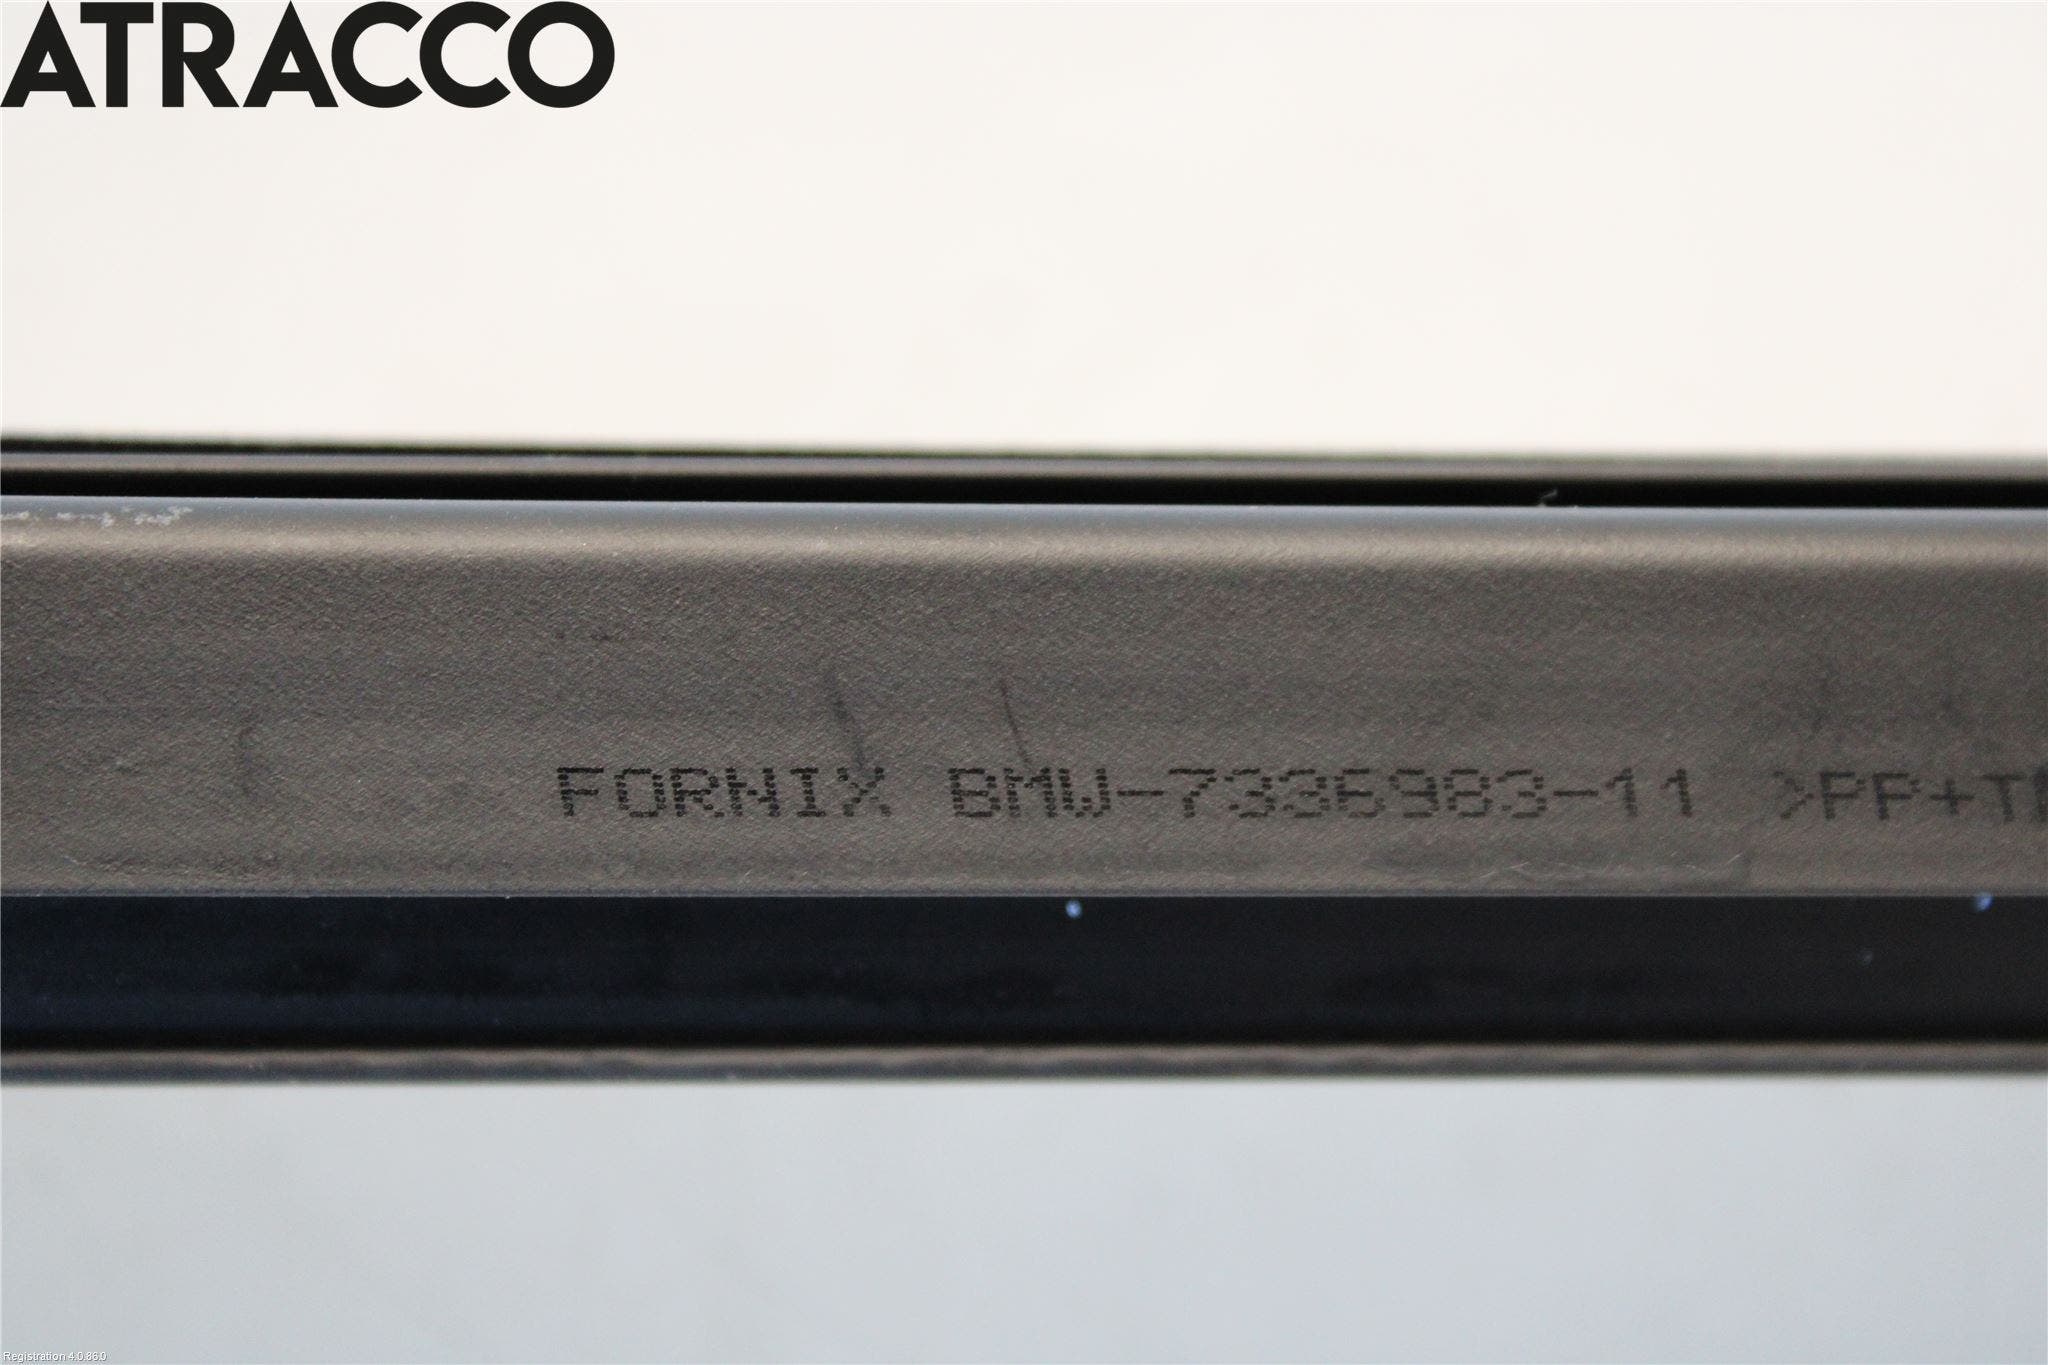 ATRACCO
FORNIX BMW-7336983-11 >PP+T
Registration 4.0.86.0